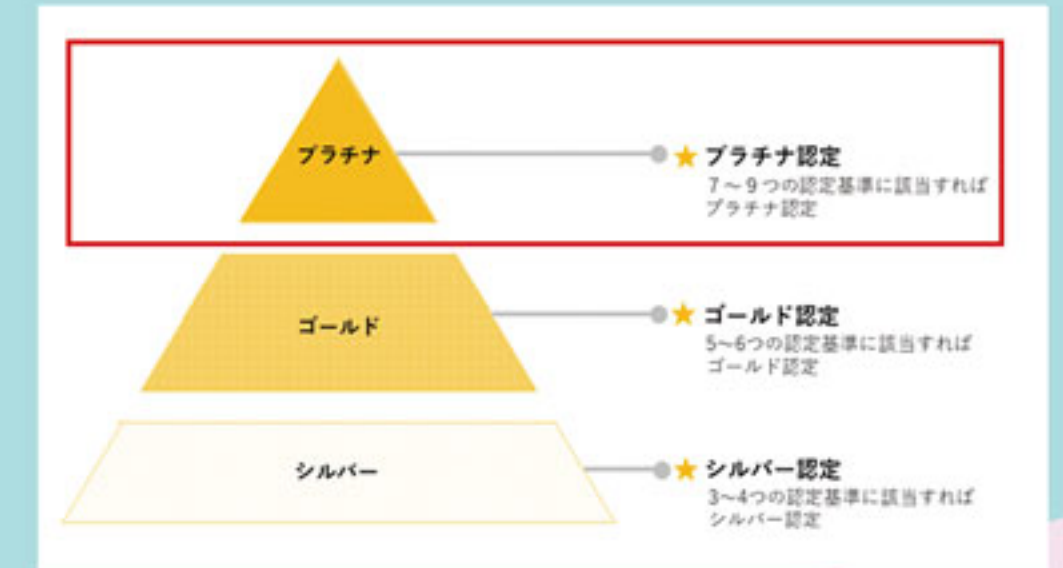 プラチナ
★ プラチナ認定
7～9つの認定基準に該当すれば
プラチナ認定
ゴールド
★ ゴールド認定
5~6つの認定基準に該当すれば
ゴールド認定
シルバー
★ シルバー認定
3~4つの認定基準に該当すれば
シルバー認定